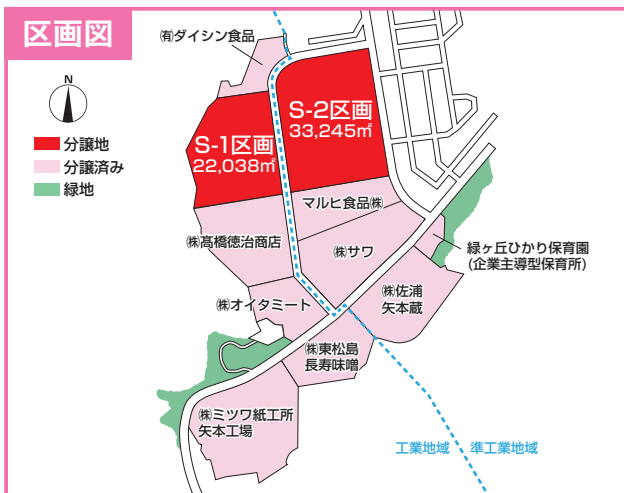 区画図
N
分譲地
分譲済み
緑地
㈲ダイシン食品
S-2区画
33,245㎡
S-1区画
22,038㎡
マルヒ食品㈱
㈱髙橋徳治商店
㈱サワ
緑ヶ丘ひかり保育園
(企業主導型保育所)
㈱佐浦
矢本蔵
㈱オイタミート
㈱東松島
長寿味噌
㈱ミツワ紙工所
矢本工場
工業地域
準工業地域